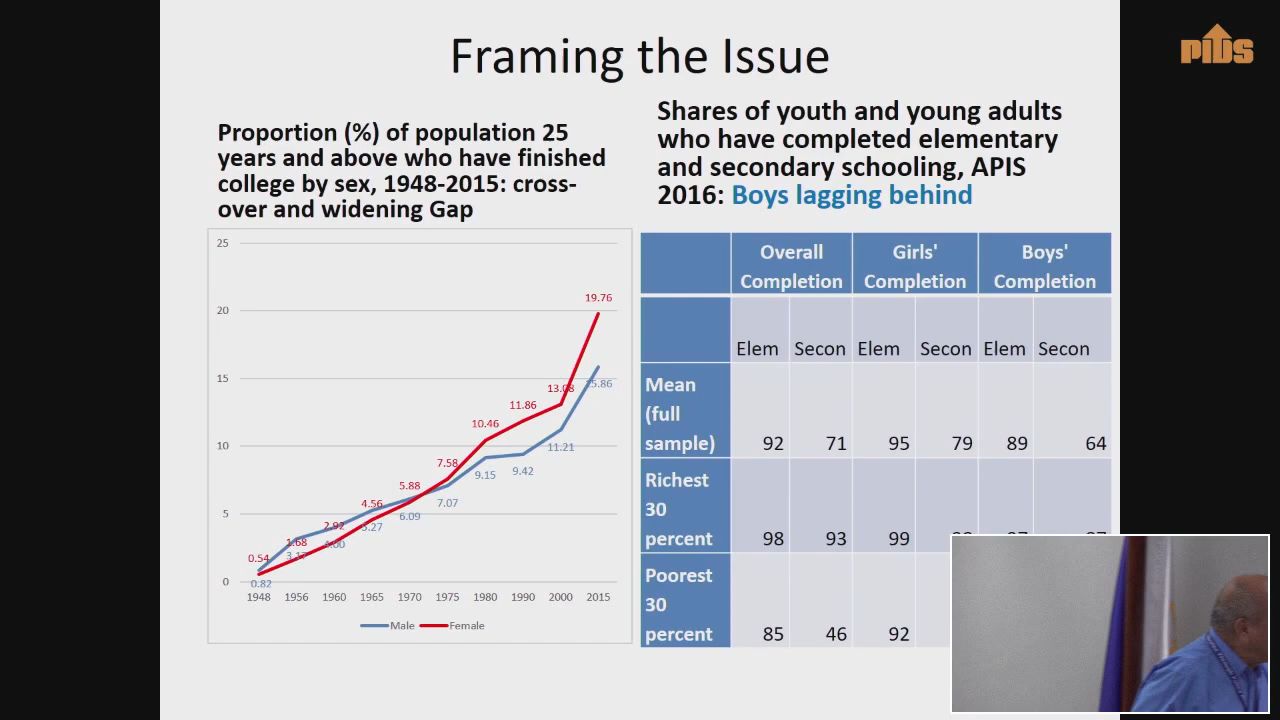 Framing the Issue
PIDS
Proportion (%) of population 25
years and above who have finished
college by sex, 1948-2015: cross-
over and widening Gap
25
20
15
10
5
0
19.76
13.08
15.86
11.86
10.46
11.21
9.15
9.42
7.58
7.07
5.88
6.09
4.56
5.27
2.92
4.00
1.68
0.54
0.82
1948 1956 1960 1965 1970 1975 1980 1990 2000 2015
Male Female
Shares of youth and young adults
who have completed elementary
and secondary schooling, APIS
2016: Boys lagging behind
Overall Completion Girls' Completion Boys' Completion
Elem Secon Elem Secon Elem Secon
Mean (full sample) 92 71 95 79 89 64
Richest 30 percent 98 93 99
Poorest 30 percent 85 46 92